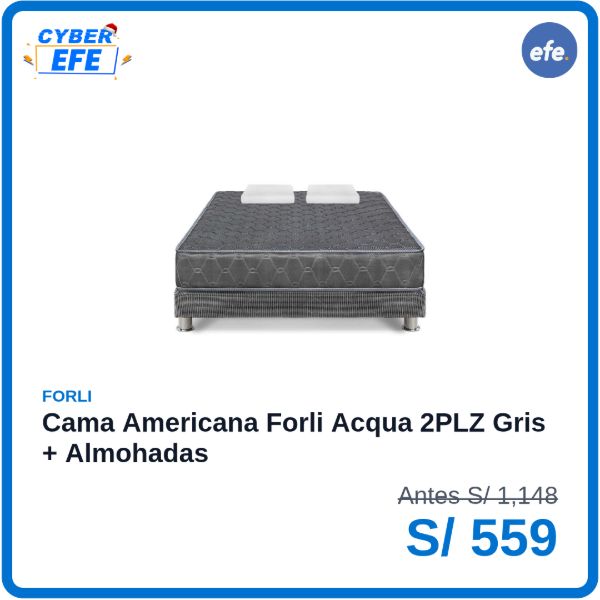 CYBER
EFE
efe.
FORLI
Cama Americana Forli Acqua 2PLZ Gris
+ Almohadas
Antes S/ 1,148
S/ 559